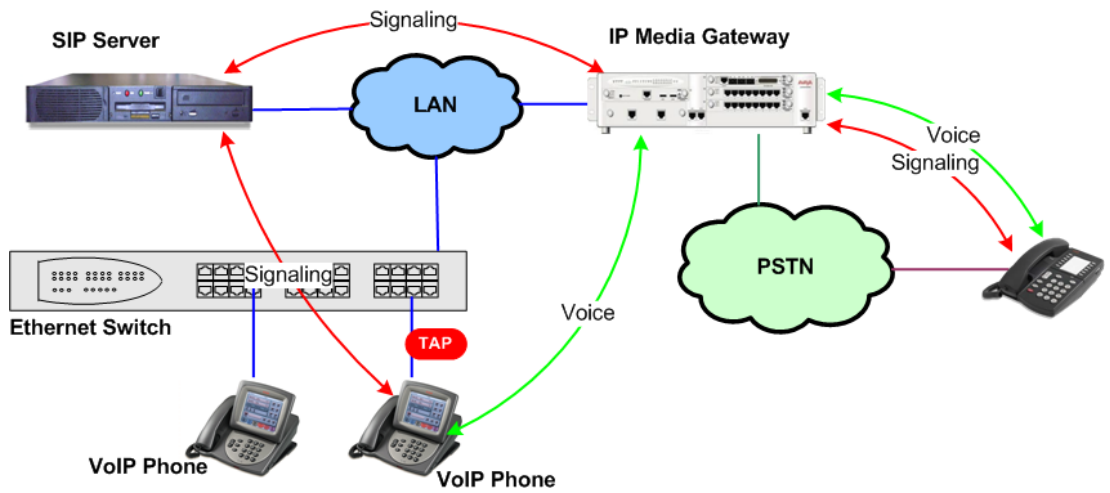 Signaling
SIP Server
IP Media Gateway
LAN
Voice
Signaling
Signaling
PSTN
Ethernet Switch
Voice
TAP
VoIP Phone
VoIP Phone